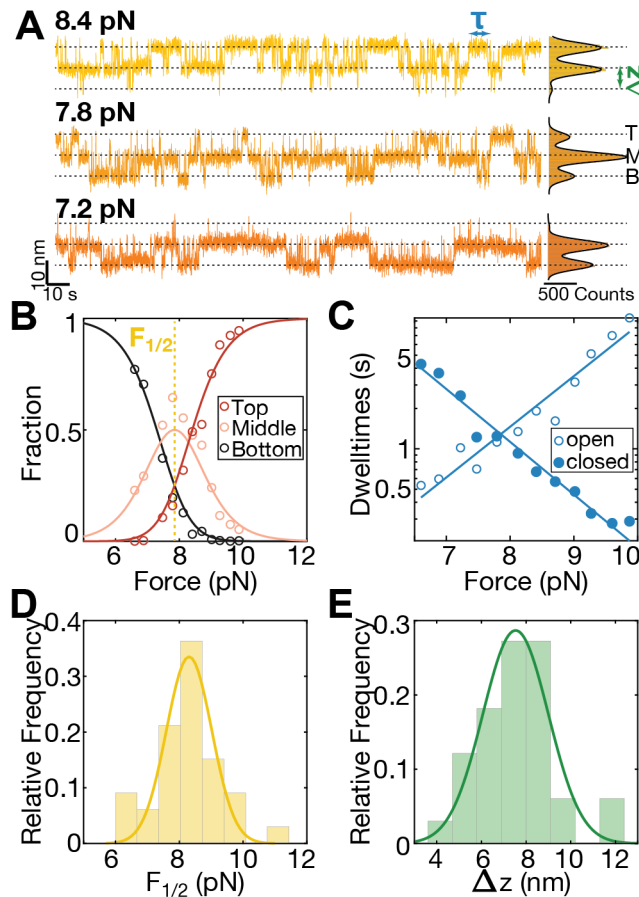 A
8.4 pN
τ
Δz
7.8 pN
T
M
B
7.2 pN
10 nm
10 s
500 Counts
B
F1/2
1
0.5
0
Fraction
Top
Middle
Bottom
6 8 10 12
Force (pN)
C
Dwelltimes (s)
5
1
0.5
open
closed
7 8 9 10
Force (pN)
D
Relative Frequency
0.4
0.3
0.2
0.1
0
6 8 10 12
F1/2 (pN)
E
Relative Frequency
0.3
0.2
0.1
0
4 6 8 10 12
Δz (nm)